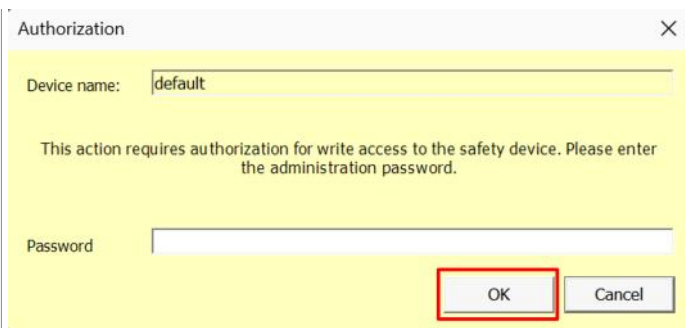 Authorization
Device name: default
This action requires authorization for write access to the safety device. Please enter
the administration password.
Password
OK Cancel